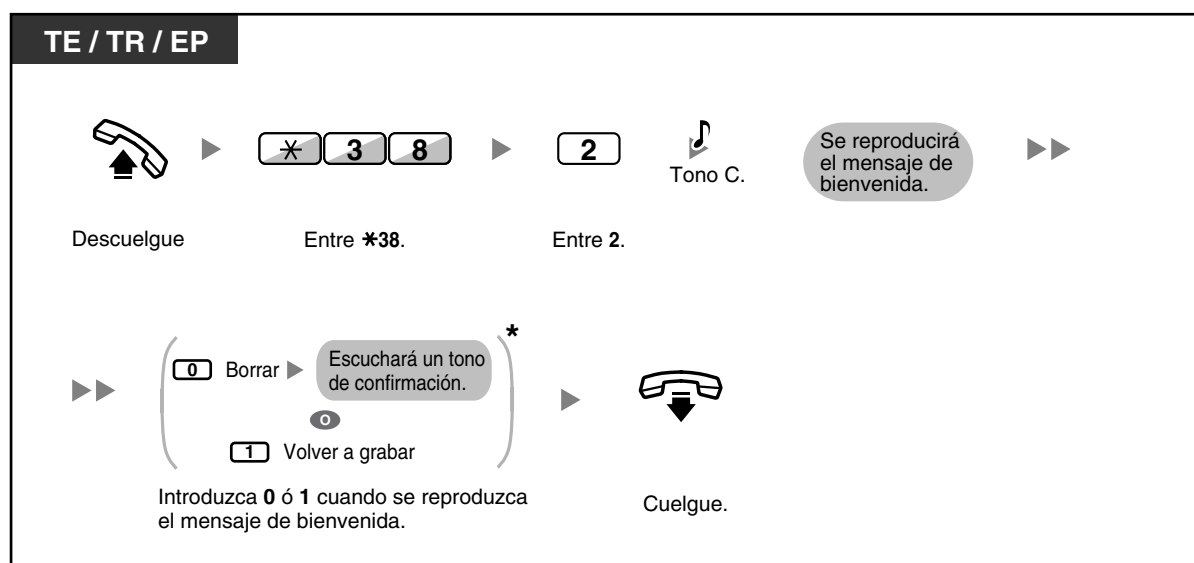 TE / TR / EP
* 3 8
2
Tono C.
Se reproducirá
el mensaje de
bienvenida.
Descuelgue
Entre *38.
Entre 2.
*
0 Borrar
Escuchará un tono
de confirmación.
O
1 Volver a grabar
Introduzca 0 ó 1 cuando se reproduzca
el mensaje de bienvenida.
Cuelgue.